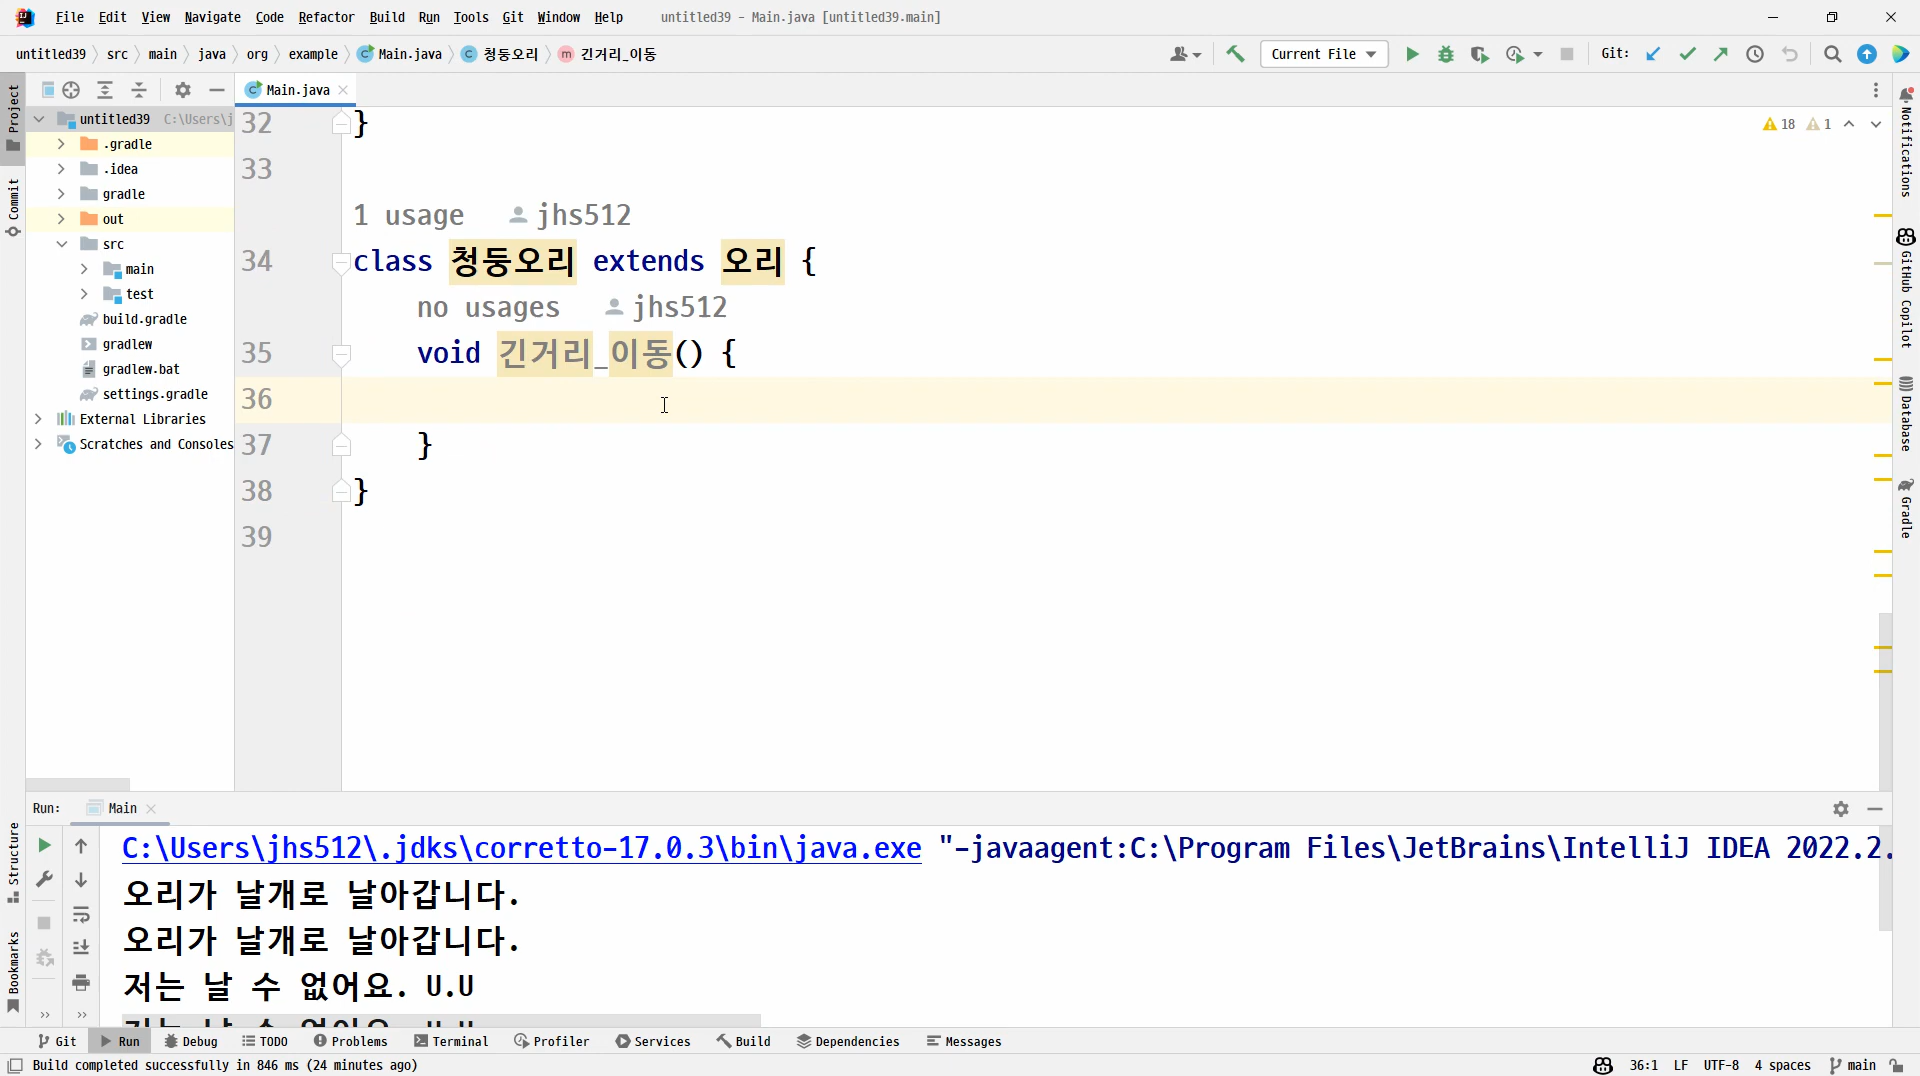 File Edit View Navigate Code Refactor Build Run Tools Git Window Help untitled39 - Main.java [untitled39.main]
untitled39 src main java org example Main.java 청둥오리 긴거리_이동 Current File Git:
Project
Commit
Structure
Bookmarks
Main.java
untitled39 C:\Users\j
.gradle
.idea
gradle
out
src
main
test
build.gradle
gradlew
gradlew.bat
settings.gradle
External Libraries
Scratches and Consoles
18 1
32 }
33
1 usage jhs512
34 class 청둥오리 extends 오리 {
no usages jhs512
35 void 긴거리_이동() {
36
37 }
38 }
39
Notifications
GitHub Copilot
Database
Gradle
Run: Main
C:\Users\jhs512\.jdks\corretto-17.0.3\bin\java.exe "-javaagent:C:\Program Files\JetBrains\IntelliJ IDEA 2022.2.
오리가 날개로 날아갑니다.
오리가 날개로 날아갑니다.
저는 날 수 없어요. U.U
Git Run Debug TODO Problems Terminal Profiler Services Build Dependencies Messages
Build completed successfully in 846 ms (24 minutes ago) 36:1 LF UTF-8 4 spaces main